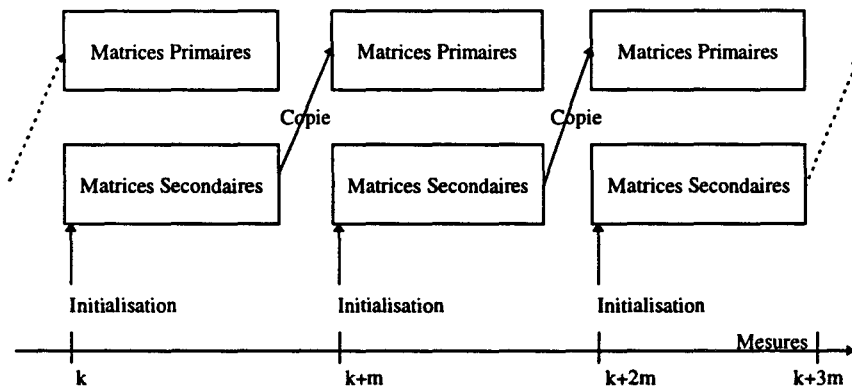 Matrices Primaires
Matrices Primaires
Matrices Primaires
Copie
Copie
Matrices Secondaires
Matrices Secondaires
Matrices Secondaires
Initialisation
Initialisation
Initialisation
Mesures
k
k+m
k+2m
k+3m